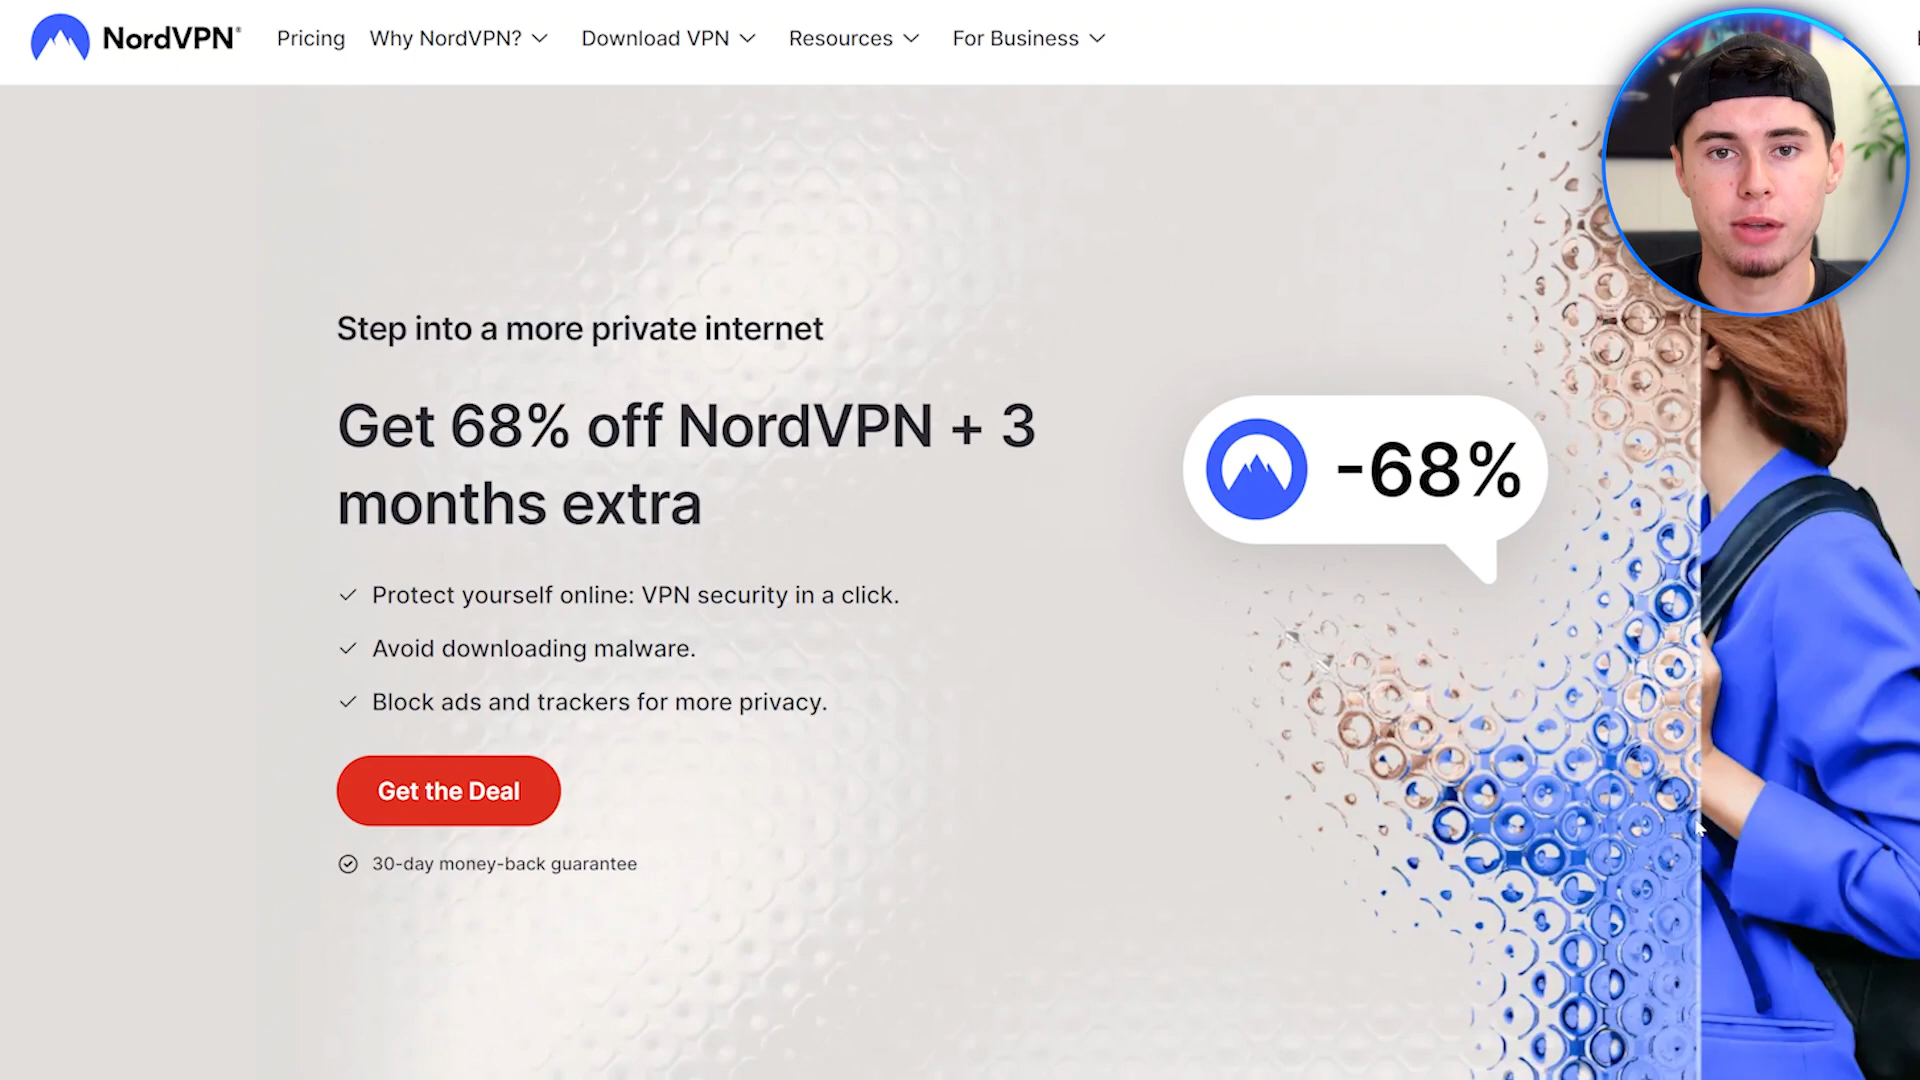 NordVPN®
Pricing
Why NordVPN?
Download VPN
Resources
For Business
Step into a more private internet
Get 68% off NordVPN + 3
months extra
-68%
Protect yourself online: VPN security in a click.
Avoid downloading malware.
Block ads and trackers for more privacy.
Get the Deal
30-day money-back guarantee